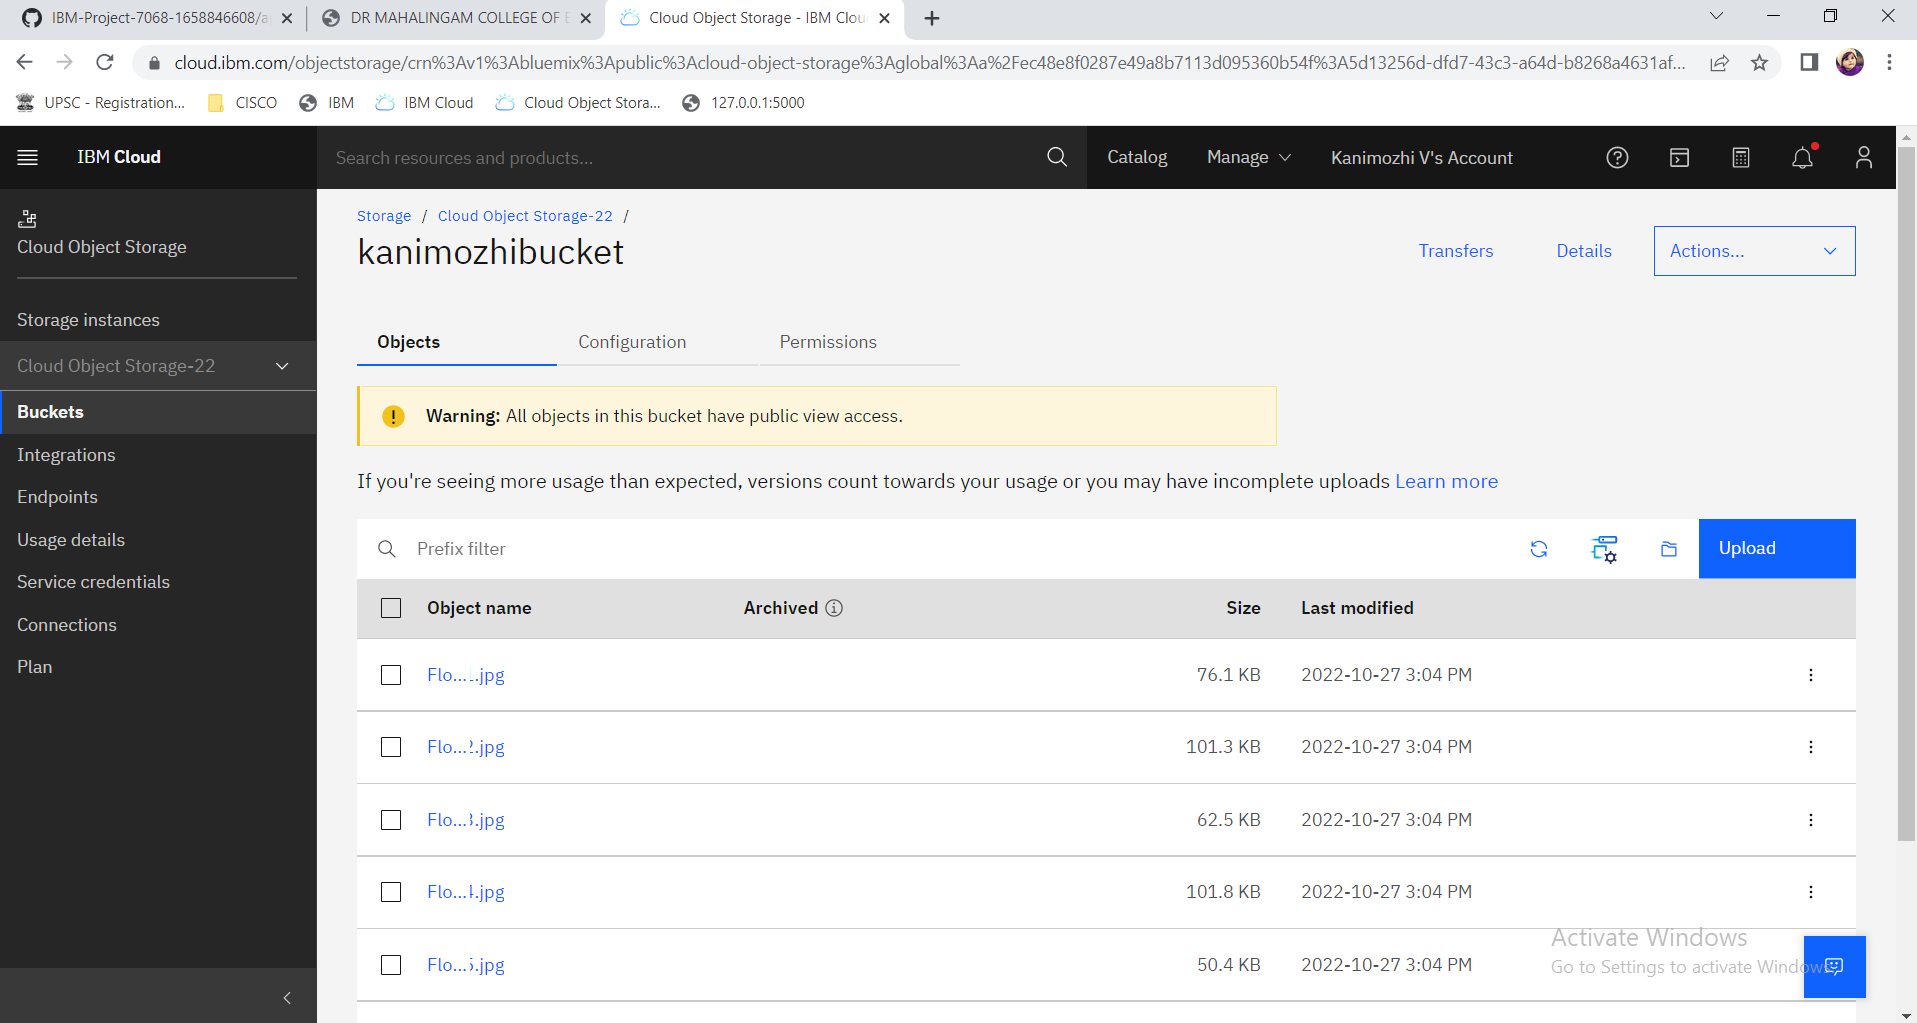 IBM-Project-7068-1658846608/a
DR MAHALINGAM COLLEGE OF E
Cloud Object Storage - IBM Clou
cloud.ibm.com/objectstorage/crn%3Av1%3Abluemix%3Apublic%3Acloud-object-storage%3Aglobal%3Aa%2Fec48e8f0287e49a8b7113d095360b54f%3A5d13256d-dfd7-43c3-a64d-b8268a4631af...
UPSC - Registration...
CISCO
IBM
IBM Cloud
Cloud Object Stora...
127.0.0.1:5000
IBM Cloud
Search resources and products...
Catalog
Manage
Kanimozhi V's Account
Cloud Object Storage
Storage instances
Cloud Object Storage-22
Buckets
Integrations
Endpoints
Usage details
Service credentials
Connections
Plan
Storage / Cloud Object Storage-22 /
kanimozhibucket
Transfers
Details
Actions...
Objects
Configuration
Permissions
Warning: All objects in this bucket have public view access.
If you're seeing more usage than expected, versions count towards your usage or you may have incomplete uploads Learn more
Prefix filter
Upload
Object name Archived Size Last modified
Flo....jpg 76.1 KB 2022-10-27 3:04 PM
Flo...2.jpg 101.3 KB 2022-10-27 3:04 PM
Flo...3.jpg 62.5 KB 2022-10-27 3:04 PM
Flo...4.jpg 101.8 KB 2022-10-27 3:04 PM
Flo...5.jpg 50.4 KB 2022-10-27 3:04 PM
Activate Windows
Go to Settings to activate Windows